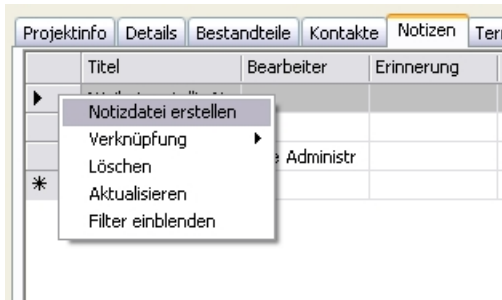 Projektinfo Details Bestandteile Kontakte Notizen
Titel Bearbeiter Erinnerung
Notizdatei erstellen
Verknüpfung
Administr
Löschen
Aktualisieren
Filter einblenden